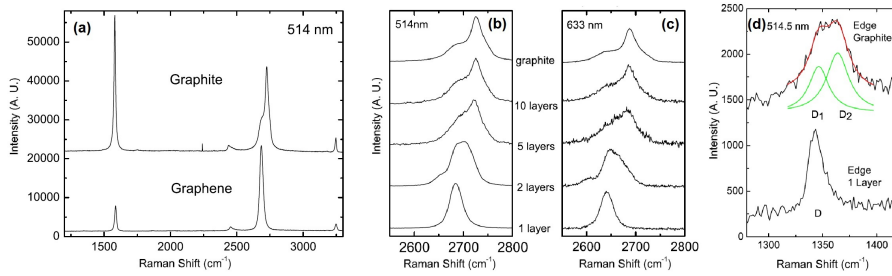 (a)
514 nm
50000
40000
30000
20000
10000
0
Graphite
Graphene
Intensity (A. U.)
1500 2000 2500 3000
Raman Shift (cm-1)
(b)
514nm
Intensity (A. U.)
2600 2700 2800
Raman Shift (cm-1)
graphite
10 layers
5 layers
2 layers
1 layer
(c)
633 nm
2600 2700 2800
Raman Shift (cm-1)
(d) 514.5 nm
Edge
Graphite
2500
2000
1500
1000
500
0
D1 D2
Edge
1 Layer
D
Intensity (A. U.)
1300 1350 1400
Raman Shift (cm-1)